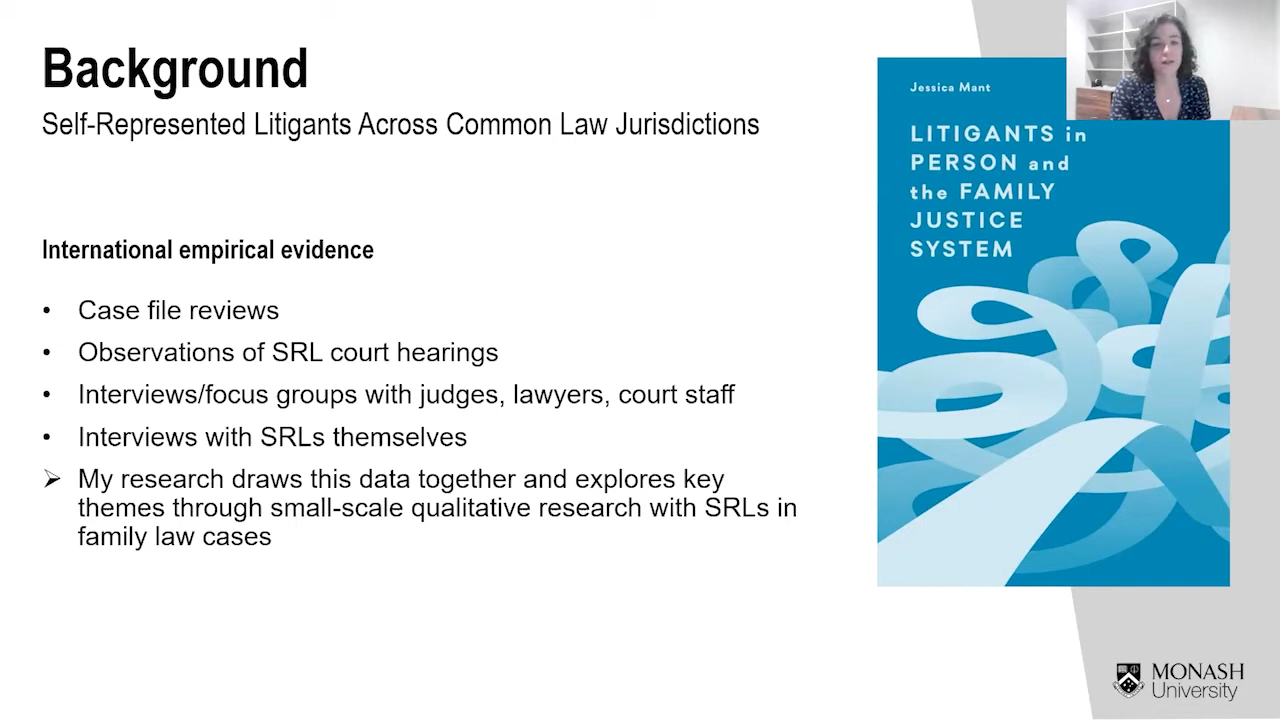 Background
Self-Represented Litigants Across Common Law Jurisdictions
International empirical evidence
• Case file reviews
• Observations of SRL court hearings
• Interviews/focus groups with judges, lawyers, court staff
• Interviews with SRLs themselves
➢ My research draws this data together and explores key
themes through small-scale qualitative research with SRLs in
family law cases
Jessica Mant
LITIGANTS in
PERSON and
the FAMILY
JUSTICE
SYSTEM
MONASH
University